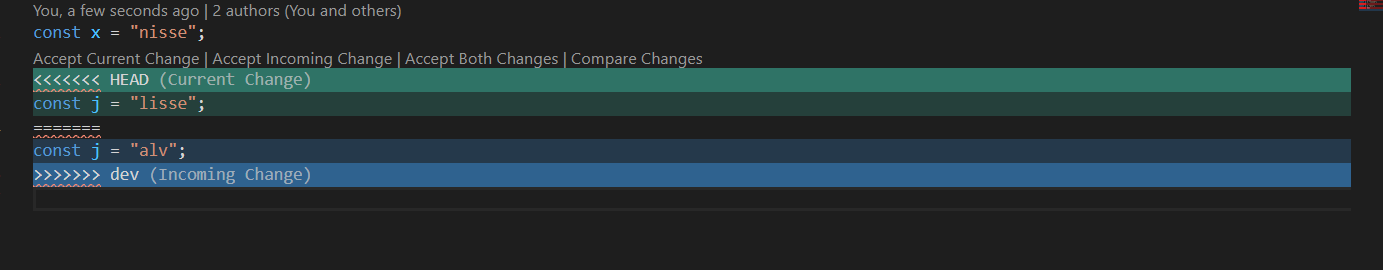 You, a few seconds ago | 2 authors (You and others)
const x = "nisse";
Accept Current Change | Accept Incoming Change | Accept Both Changes | Compare Changes
<<<<<<< HEAD (Current Change)
const j = "lisse";
=======
const j = "alv";
>>>>>>> dev (Incoming Change)